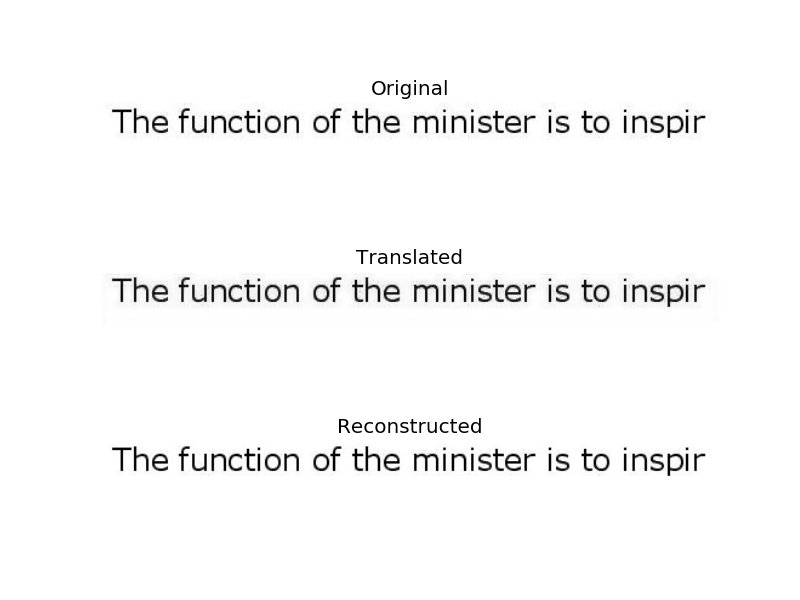 Original
The function of the minister is to inspir
Translated
The function of the minister is to inspir
Reconstructed
The function of the minister is to inspir